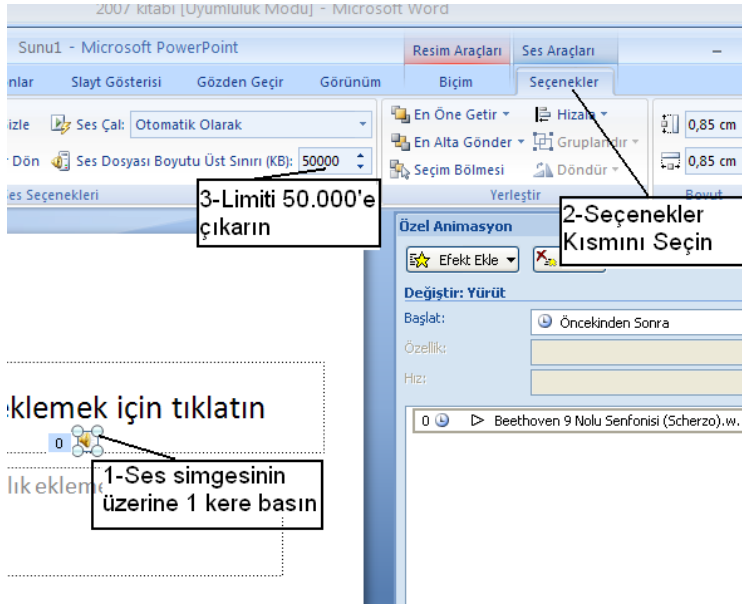 2007 kitabı [Uyumluluk Modu] - Microsoft Word
Sunu1 - Microsoft PowerPoint
Resim Araçları Ses Araçları
nlar Slayt Gösterisi Gözden Geçir Görünüm Biçim Seçenekler
izle Ses Çal: Otomatik Olarak
Dön Ses Dosyası Boyutu Üst Sınırı (KB): 50000
es Seçenekleri
En Öne Getir Hizala
En Alta Gönder Gruplandır
Seçim Bölmesi Döndür
Yerleştir
0,85 cm
0,85 cm
Boyut
3-Limiti 50.000'e
çıkarın
2-Seçenekler
Kısmını Seçin
Özel Animasyon
Efekt Ekle
Değiştir: Yürüt
Başlat: Öncekinden Sonra
Özellik:
Hız:
0 Beethoven 9 Nolu Senfonisi (Scherzo).w.
eklemek için tıklatın
0
lık ekleme
1-Ses simgesinin
üzerine 1 kere basın